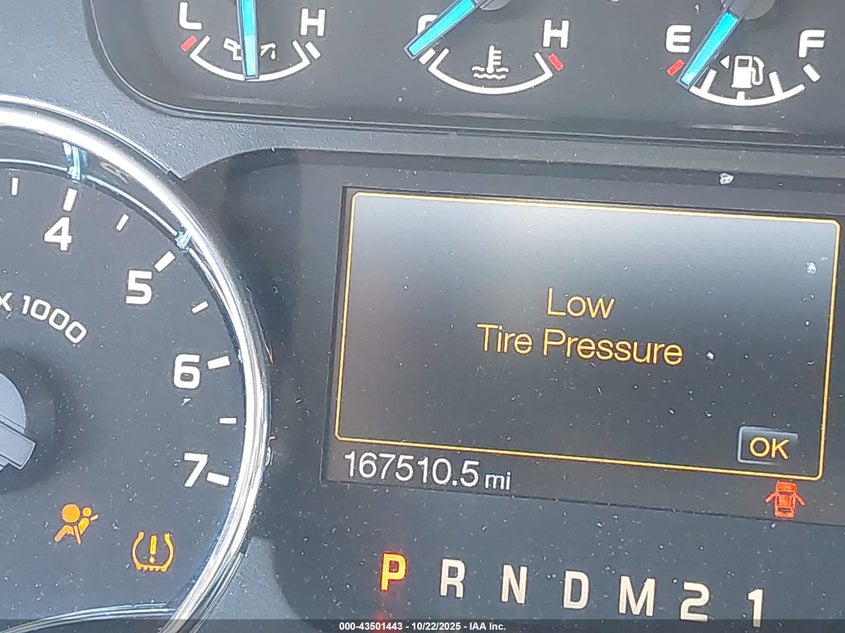 L H
H
E F
4
5
x 1000
6
7
Low
Tire Pressure
OK
167510.5 mi
P R N D M 2 1
000-43501443 - 10/22/2025 - IAA Inc.